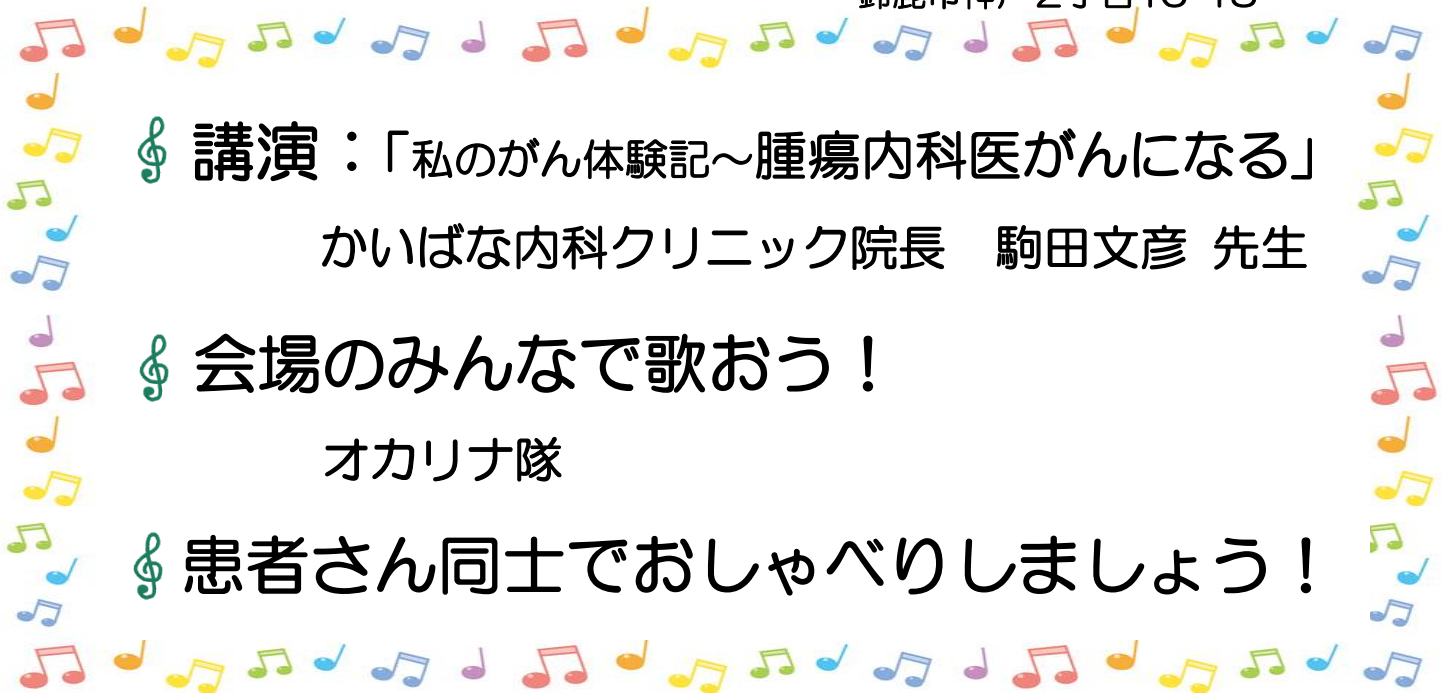 講演：「私のがん体験記～腫瘍内科医がんになる」
かいばな内科クリニック院長　駒田文彦 先生
会場のみんなで歌おう！
オカリナ隊
患者さん同士でおしゃべりしましょう！